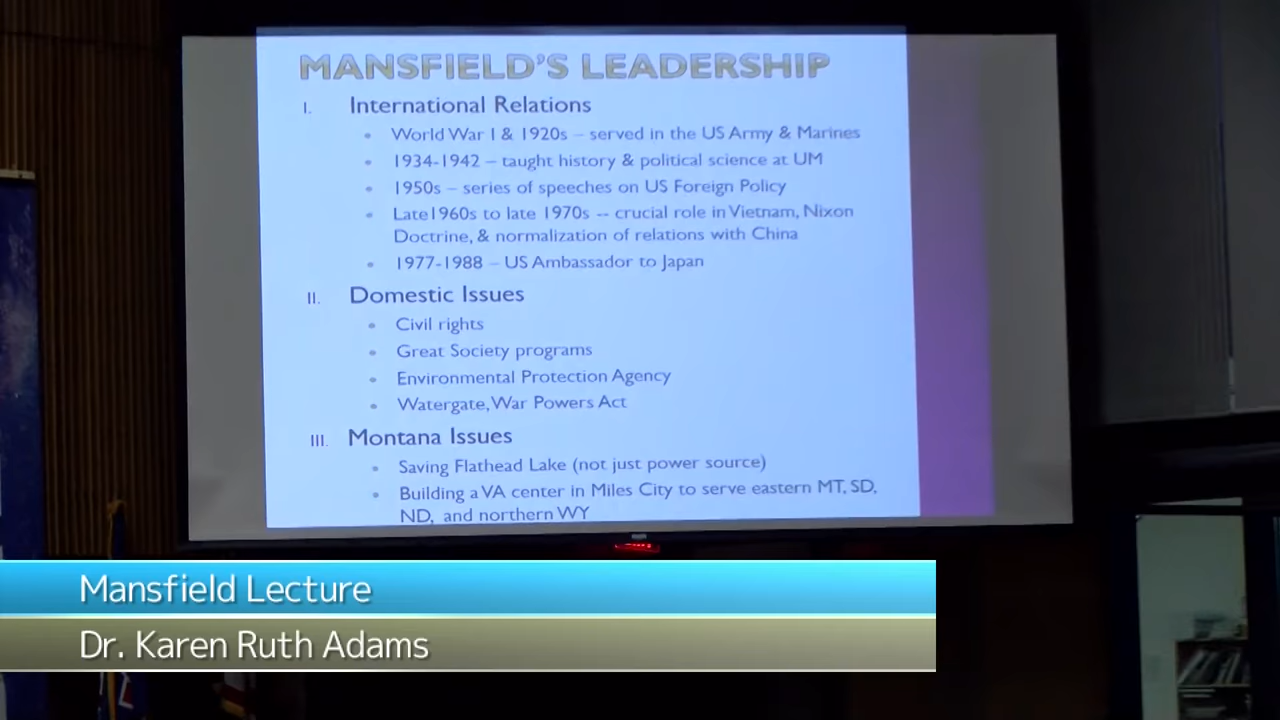 MANSFIELD'S LEADERSHIP
I. International Relations
• World War I & 1920s – served in the US Army & Marines
• 1934-1942 – taught history & political science at UM
• 1950s – series of speeches on US Foreign Policy
• Late1960s to late 1970s -- crucial role in Vietnam, Nixon
Doctrine, & normalization of relations with China
• 1977-1988 – US Ambassador to Japan
II. Domestic Issues
• Civil rights
• Great Society programs
• Environmental Protection Agency
• Watergate, War Powers Act
III. Montana Issues
• Saving Flathead Lake (not just power source)
• Building a VA center in Miles City to serve eastern MT, SD,
ND, and northern WY
Mansfield Lecture
Dr. Karen Ruth Adams